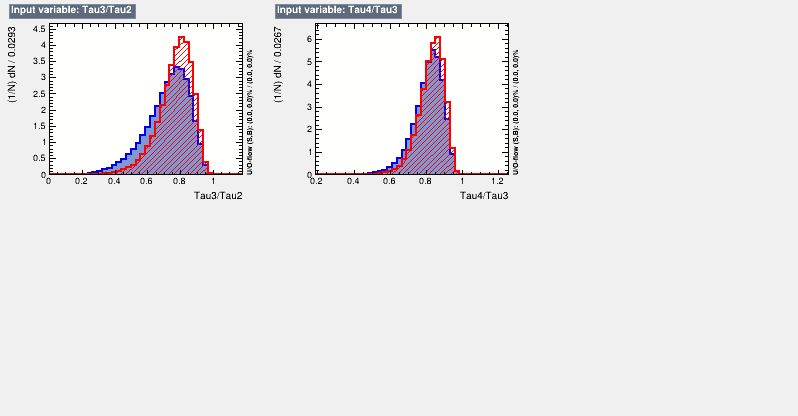 Input variable: Tau3/Tau2
(1/N) dN / 0.0293
4.5
4
3.5
3
2.5
2
1.5
1
0.5
0
0 0.2 0.4 0.6 0.8 1
Tau3/Tau2
U/O-flow (S,B): (0.0, 0.0)% / (0.0, 0.0)%
Input variable: Tau4/Tau3
(1/N) dN / 0.0267
6
5
4
3
2
1
0
0.2 0.4 0.6 0.8 1 1.2
Tau4/Tau3
U/O-flow (S,B): (0.0, 0.0)% / (0.0, 0.0)%